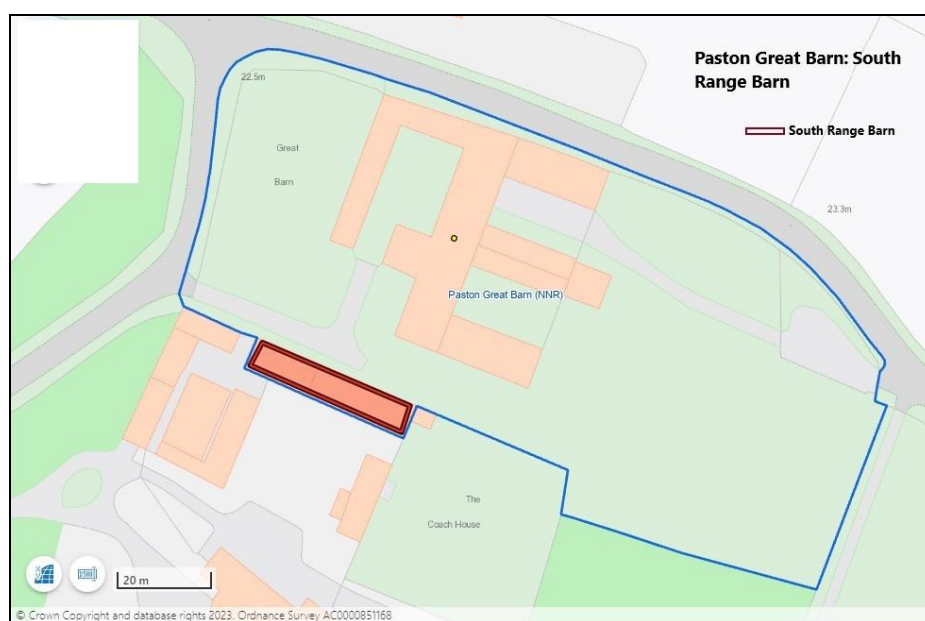 Paston Great Barn: South
Range Barn
South Range Barn
22.5m
Great
Barn
23.3m
Paston Great Barn (NNR)
The
Coach House
20 m
© Crown Copyright and database rights 2023. Ordnance Survey AC0000851168